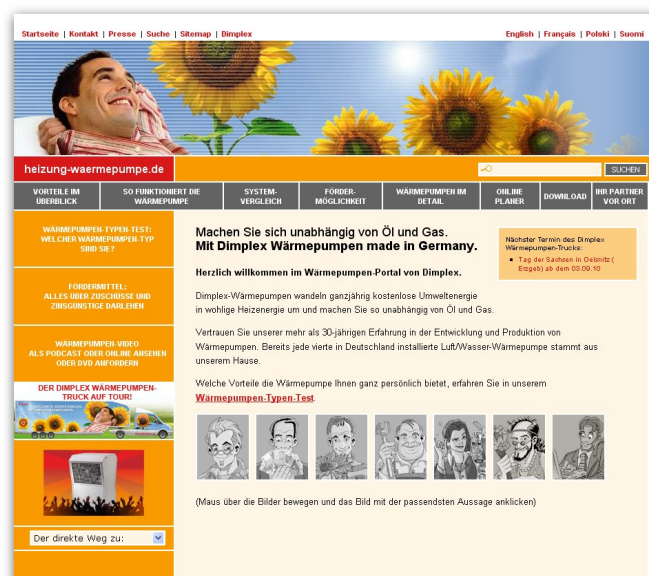 Startseite | Kontakt | Presse | Suche | Sitemap | Dimplex
English | Français | Polski | Suomi
heizung-waermepumpe.de
SUCHEN
VORTEILE IM
ÜBERBLICK
SO FUNKTIONIERT DIE
WÄRMEPUMPE
SYSTEM-
VERGLEICH
FÖRDER-
MÖGLICHKEIT
WÄRMEPUMPEN IM
DETAIL
ONLINE
PLANER
DOWNLOAD
IHR PARTNER
VOR ORT
WÄRMEPUMPEN-TYPEN-TEST:
WELCHER WÄRMEPUMPEN-TYP
SIND SIE?
FÖRDERMITTEL:
ALLES ÜBER ZUSCHÜSSE UND
ZINSGÜNSTIGE DARLEHEN
WÄRMEPUMPEN-VIDEO
ALS PODCAST ODER ONLINE ANSEHEN
ODER DVD ANFORDERN
DER DIMPLEX WÄRMEPUMPEN-
TRUCK AUF TOUR!
Der direkte Weg zu:
Machen Sie sich unabhängig von Öl und Gas.
Mit Dimplex Wärmepumpen made in Germany.
Nächster Termin des Dimplex
Wärmepumpen-Trucks:
Tag der Sachsen in Oelsnitz (
Erzgeb) ab dem 03.09.10
Herzlich willkommen im Wärmepumpen-Portal von Dimplex.
Dimplex-Wärmepumpen wandeln ganzjährig kostenlose Umweltenergie
in wohlige Heizenergie um und machen Sie so unabhängig von Öl und Gas.
Vertrauen Sie unserer mehr als 30-jährigen Erfahrung in der Entwicklung und Produktion von
Wärmepumpen. Bereits jede vierte in Deutschland installierte Luft/Wasser-Wärmepumpe stammt aus
unserem Hause.
Welche Vorteile die Wärmepumpe Ihnen ganz persönlich bietet, erfahren Sie in unserem
Wärmepumpen-Typen-Test.
(Maus über die Bilder bewegen und das Bild mit der passendsten Aussage anklicken)